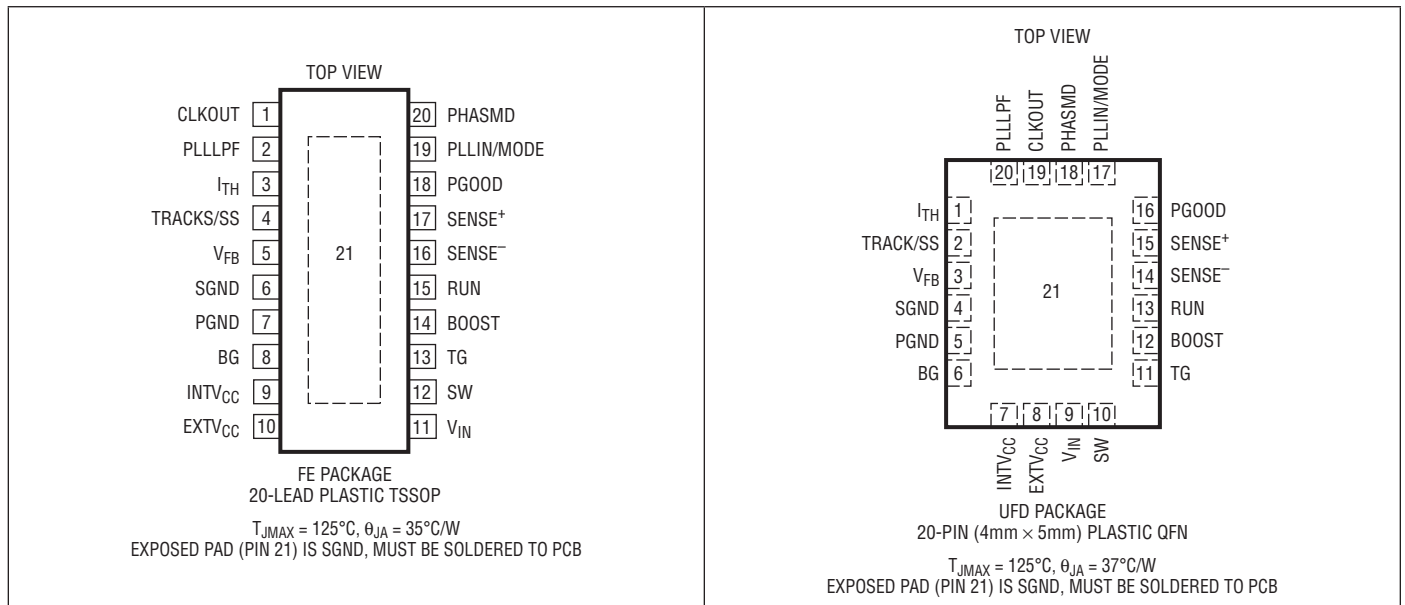 TOP VIEW
CLKOUT 1
PLLLPF 2
ITH 3
TRACKS/SS 4
VFB 5
SGND 6
PGND 7
BG 8
INTVCC 9
EXTVCC 10
20 PHASMD
19 PLLIN/MODE
18 PGOOD
17 SENSE+
16 SENSE–
15 RUN
14 BOOST
13 TG
12 SW
11 VIN
21
FE PACKAGE
20-LEAD PLASTIC TSSOP
TJMAX = 125°C, θJA = 35°C/W
EXPOSED PAD (PIN 21) IS SGND, MUST BE SOLDERED TO PCB
TOP VIEW
PLLLPF
CLKOUT
PHASMD
PLLIN/MODE
20 19 18 17
ITH 1
TRACK/SS 2
VFB 3
SGND 4
PGND 5
BG 6
16 PGOOD
15 SENSE+
14 SENSE–
13 RUN
12 BOOST
11 TG
21
7 8 9 10
INTVCC
EXTVCC
VIN
SW
UFD PACKAGE
20-PIN (4mm × 5mm) PLASTIC QFN
TJMAX = 125°C, θJA = 37°C/W
EXPOSED PAD (PIN 21) IS SGND, MUST BE SOLDERED TO PCB